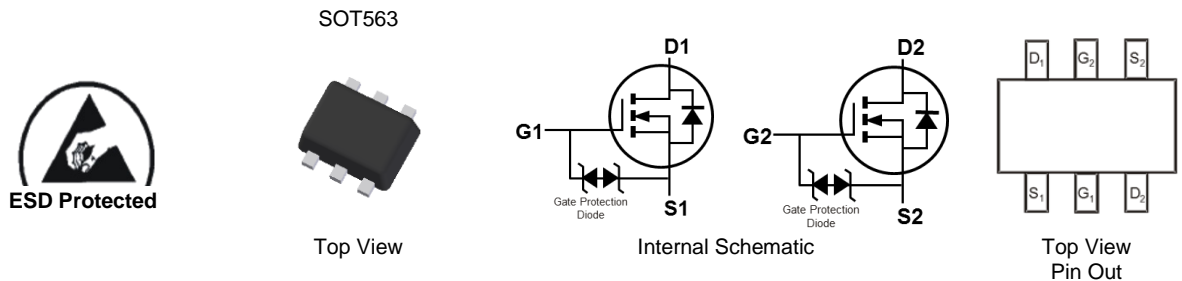 SOT563
ESD Protected
Top View
D1
G1
Gate Protection
Diode
S1
D2
G2
Gate Protection
Diode
S2
Internal Schematic
D₁ G₂ S₂
S₁ G₁ D₂
Top View
Pin Out